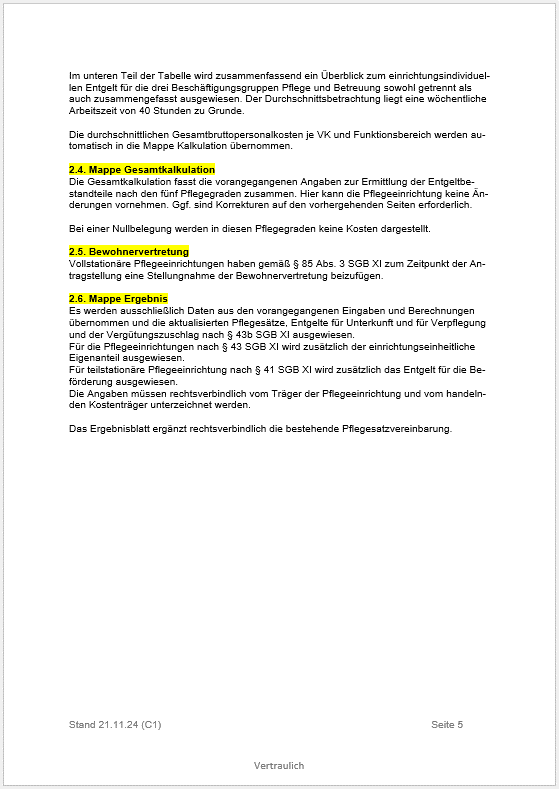 Im unteren Teil der Tabelle wird zusammenfassend ein Überblick zum einrichtungsindividuel-
len Entgelt für die drei Beschäftigungsgruppen Pflege und Betreuung sowohl getrennt als
auch zusammengefasst ausgewiesen. Der Durchschnittsbetrachtung liegt eine wöchentliche
Arbeitszeit von 40 Stunden zu Grunde.
Die durchschnittlichen Gesamtbruttopersonalkosten je VK und Funktionsbereich werden au-
tomatisch in die Mappe Kalkulation übernommen.
2.4. Mappe Gesamtkalkulation
Die Gesamtkalkulation fasst die vorangegangenen Angaben zur Ermittlung der Entgeltbe-
standteile nach den fünf Pflegegraden zusammen. Hier kann die Pflegeeinrichtung keine Än-
derungen vornehmen. Ggf. sind Korrekturen auf den vorhergehenden Seiten erforderlich.
Bei einer Nullbelegung werden in diesen Pflegegraden keine Kosten dargestellt.
2.5. Bewohnervertretung
Vollstationäre Pflegeeinrichtungen haben gemäß § 85 Abs. 3 SGB XI zum Zeitpunkt der An-
tragstellung eine Stellungnahme der Bewohnervertretung beizufügen.
2.6. Mappe Ergebnis
Es werden ausschließlich Daten aus den vorangegangenen Eingaben und Berechnungen
übernommen und die aktualisierten Pflegesätze, Entgelte für Unterkunft und für Verpflegung
und der Vergütungszuschlag nach § 43b SGB XI ausgewiesen.
Für die Pflegeeinrichtungen nach § 43 SGB XI wird zusätzlich der einrichtungseinheitliche
Eigenanteil ausgewiesen.
Für teilstationäre Pflegeeinrichtung nach § 41 SGB XI wird zusätzlich das Entgelt für die Be-
förderung ausgewiesen.
Die Angaben müssen rechtsverbindlich vom Träger der Pflegeeinrichtung und vom handeln-
den Kostenträger unterzeichnet werden.
Das Ergebnisblatt ergänzt rechtsverbindlich die bestehende Pflegesatzvereinbarung.
Stand 21.11.24 (C1) Seite 5
Vertraulich